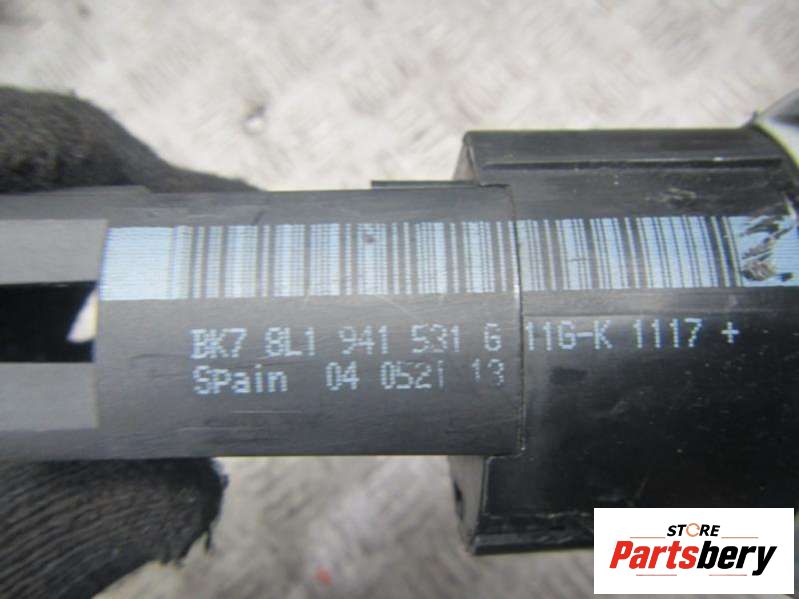 BK7 8L1 941 531 G 11G-K 1117 +
Spain 04 0521 13
STORE
Partsbery